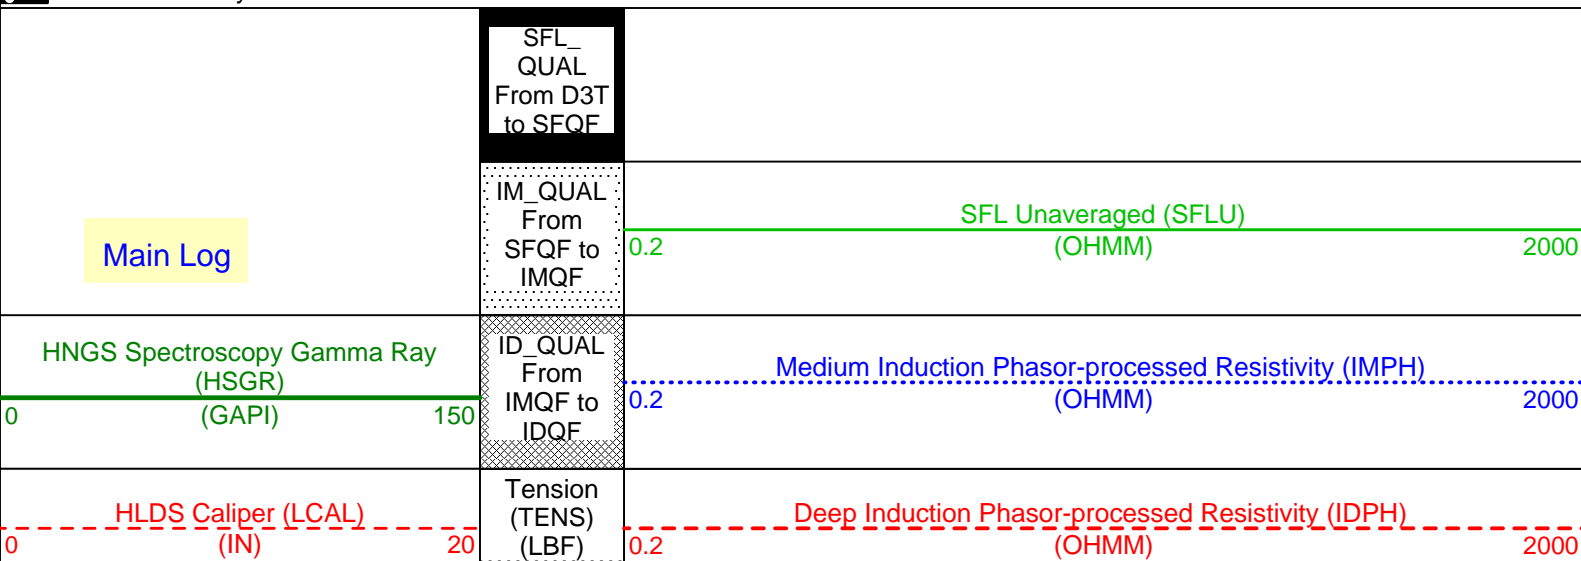 SFL_
QUAL
From D3T
to SFQF
Main Log
IM_QUAL
From
SFQF to
IMQF
SFL Unaveraged (SFLU)
0.2 (OHMM) 2000
HNGS Spectroscopy Gamma Ray
(HSGR)
0 (GAPI) 150
ID_QUAL
From
IMQF to
IDQF
Medium Induction Phasor-processed Resistivity (IMPH)
0.2 (OHMM) 2000
HLDS Caliper (LCAL)
0 (IN) 20
Tension
(TENS)
(LBF)
Deep Induction Phasor-processed Resistivity (IDPH)
0.2 (OHMM) 2000